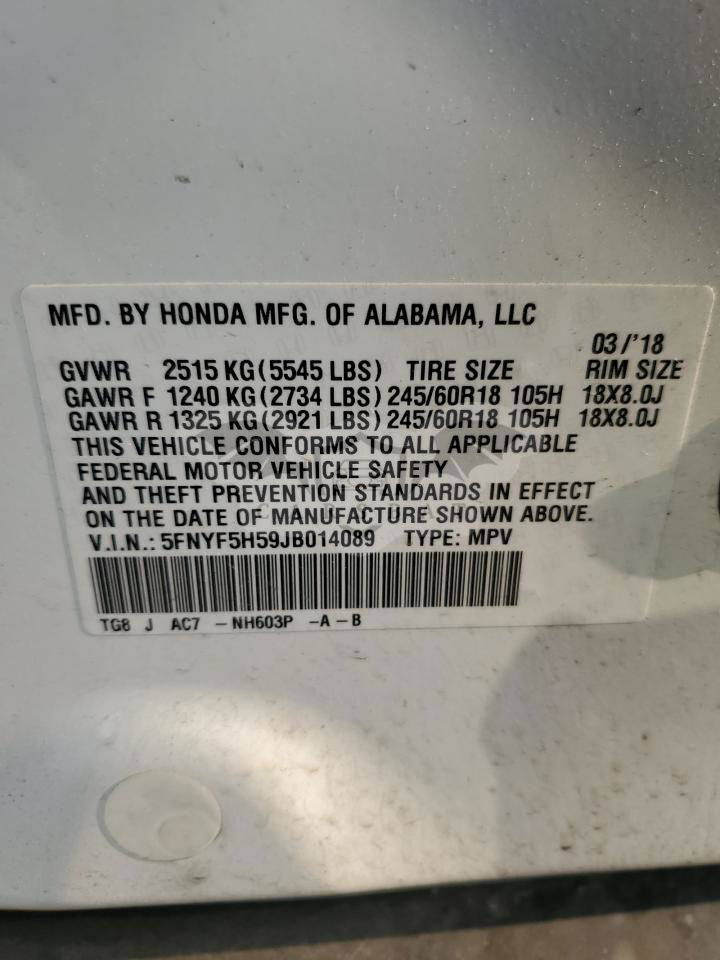 MFD. BY HONDA MFG. OF ALABAMA, LLC
03/'18
GVWR 2515 KG(5545 LBS) TIRE SIZE RIM SIZE
GAWR F 1240 KG(2734 LBS) 245/60R18 105H 18X8.0J
GAWR R 1325 KG(2921 LBS) 245/60R18 105H 18X8.0J
THIS VEHICLE CONFORMS TO ALL APPLICABLE
FEDERAL MOTOR VEHICLE SAFETY
AND THEFT PREVENTION STANDARDS IN EFFECT
ON THE DATE OF MANUFACTURE SHOWN ABOVE.
V.I.N.: 5FNYF5H59JB014089 TYPE: MPV
TG8 J AC7 -NH603P -A-B